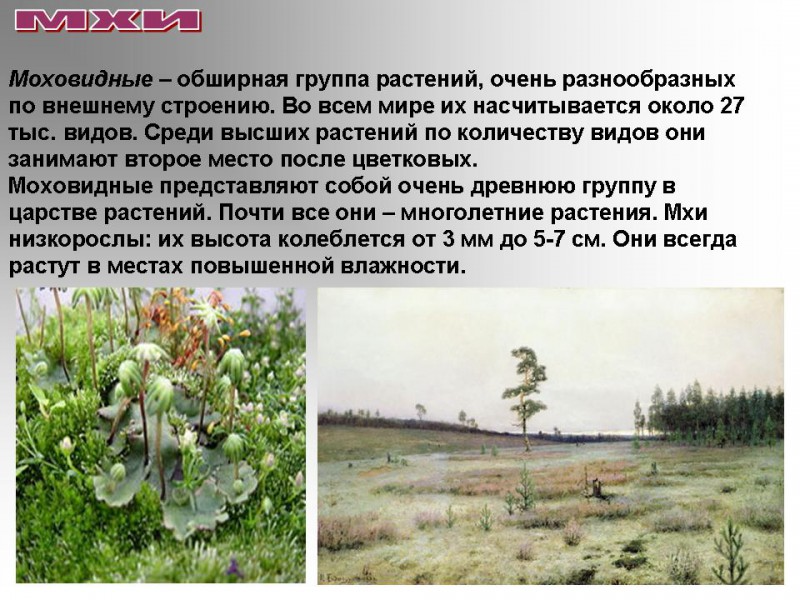 МХИ
Моховидные – обширная группа растений, очень разнообразных
по внешнему строению. Во всем мире их насчитывается около 27
тыс. видов. Среди высших растений по количеству видов они
занимают второе место после цветковых.
Моховидные представляют собой очень древнюю группу в
царстве растений. Почти все они – многолетние растения. Мхи
низкорослы: их высота колеблется от 3 мм до 5-7 см. Они всегда
растут в местах повышенной влажности.